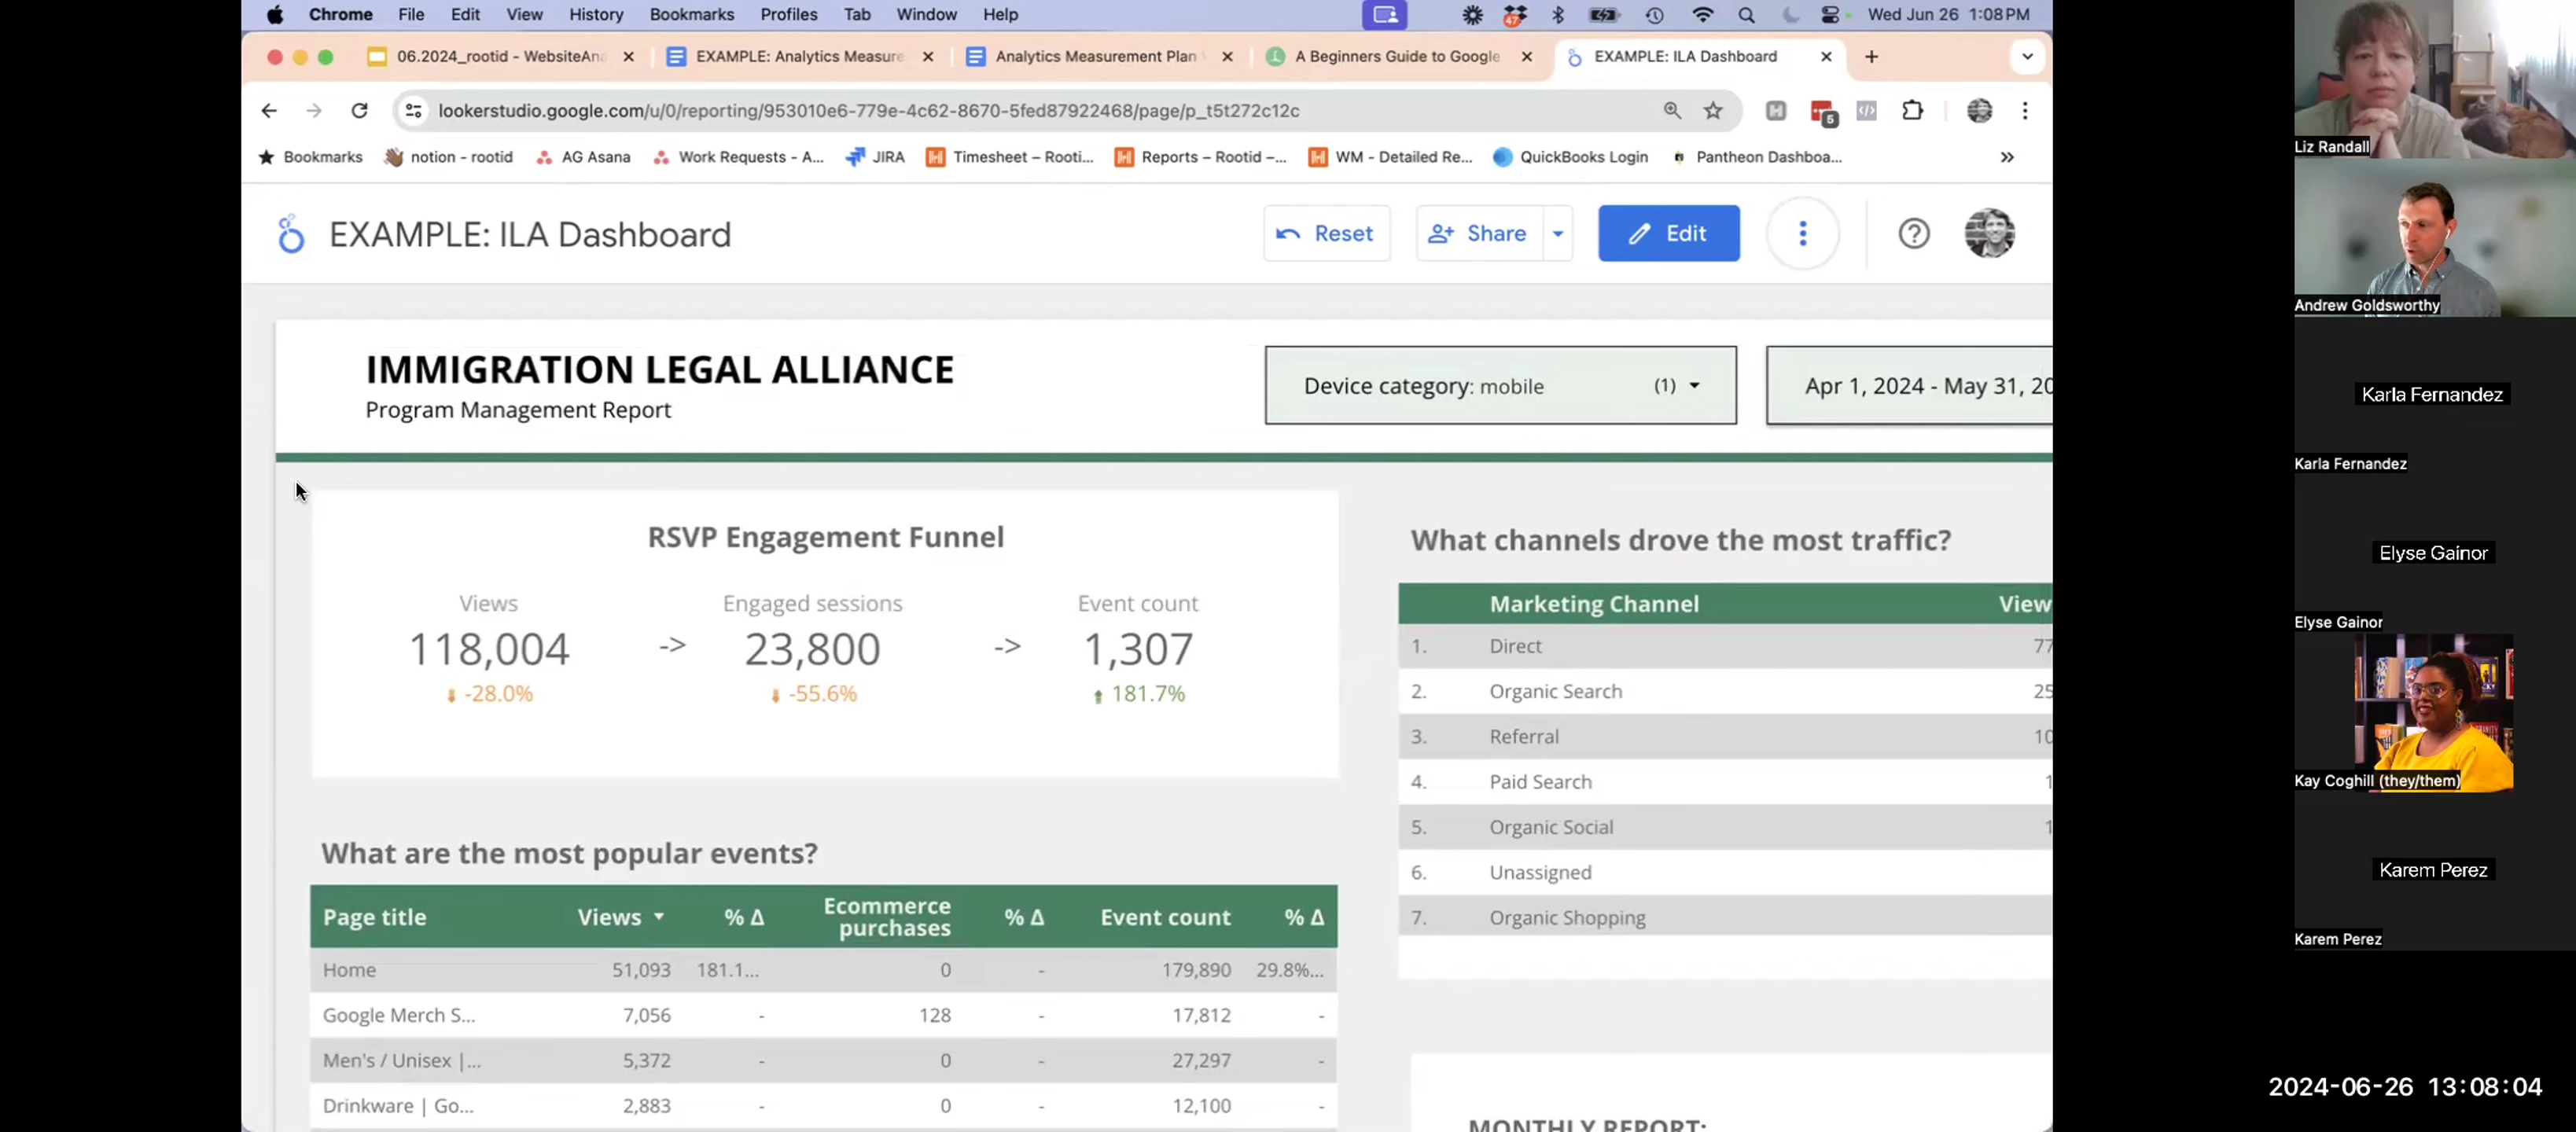 Chrome File Edit View History Bookmarks Profiles Tab Window Help
47
Wed Jun 26 1:08 PM
06.2024_rootid - WebsiteAna
EXAMPLE: Analytics Measure
Analytics Measurement Plan
A Beginners Guide to Google
EXAMPLE: ILA Dashboard
lookerstudio.google.com/u/0/reporting/953010e6-779e-4c62-8670-5fed87922468/page/p_t5t272c12c
5
Bookmarks
notion - rootid
AG Asana
Work Requests - A...
JIRA
Timesheet – Rooti...
Reports – Rootid –...
WM - Detailed Re...
QuickBooks Login
Pantheon Dashboa...
EXAMPLE: ILA Dashboard
Reset
Share
Edit
IMMIGRATION LEGAL ALLIANCE
Program Management Report
Device category: mobile (1)
Apr 1, 2024 - May 31, 20
RSVP Engagement Funnel
Views
118,004
-28.0%
->
Engaged sessions
23,800
-55.6%
->
Event count
1,307
181.7%
What channels drove the most traffic?
Marketing Channel View
1. Direct 77
2. Organic Search 25
3. Referral 10
4. Paid Search 1
5. Organic Social 1
6. Unassigned
7. Organic Shopping
What are the most popular events?
Page title Views % Δ Ecommerce purchases % Δ Event count % Δ
Home 51,093 181.1... 0 - 179,890 29.8%...
Google Merch S... 7,056 - 128 - 17,812 -
Men's / Unisex |... 5,372 - 0 - 27,297 -
Drinkware | Go... 2,883 - 0 - 12,100 -
MONTHLY REPORT:
Liz Randall
Andrew Goldsworthy
Karla Fernandez
Karla Fernandez
Elyse Gainor
Elyse Gainor
Kay Coghill (they/them)
Karem Perez
Karem Perez
2024-06-26 13:08:04